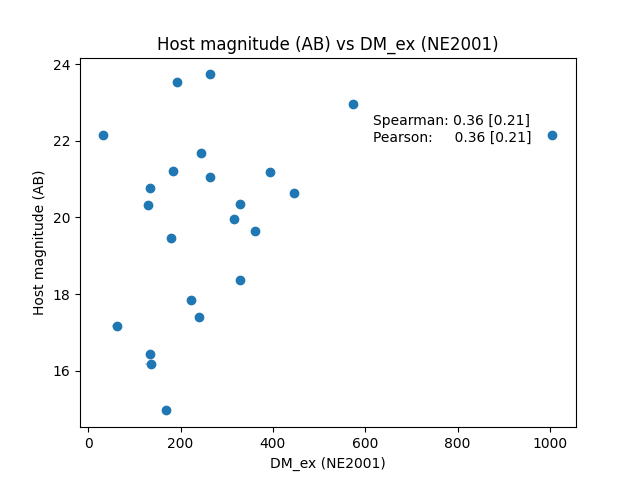 Host magnitude (AB) vs DM_ex (NE2001)
24
Spearman: 0.36 [0.21]
Pearson: 0.36 [0.21]
22
20
18
16
Host magnitude (AB)
0 200 400 600 800 1000
DM_ex (NE2001)